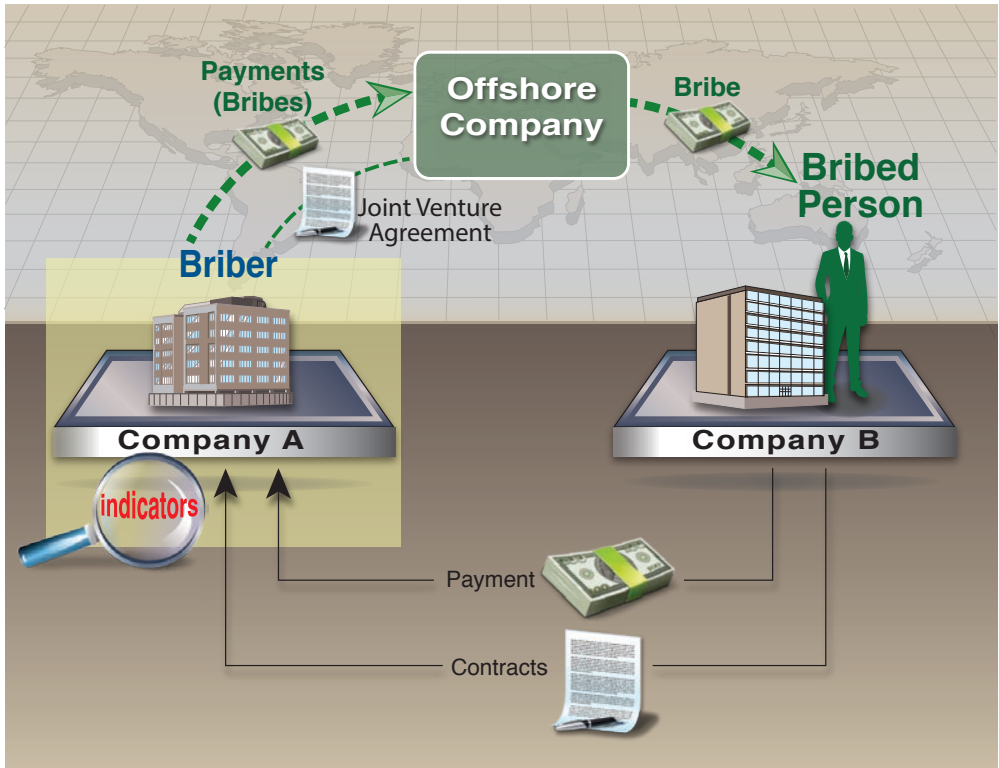 Payments
(Bribes)
Offshore
Company
Bribe
Bribed
Person
Joint Venture
Agreement
Briber
Company A
Company B
indicators
Payment
Contracts